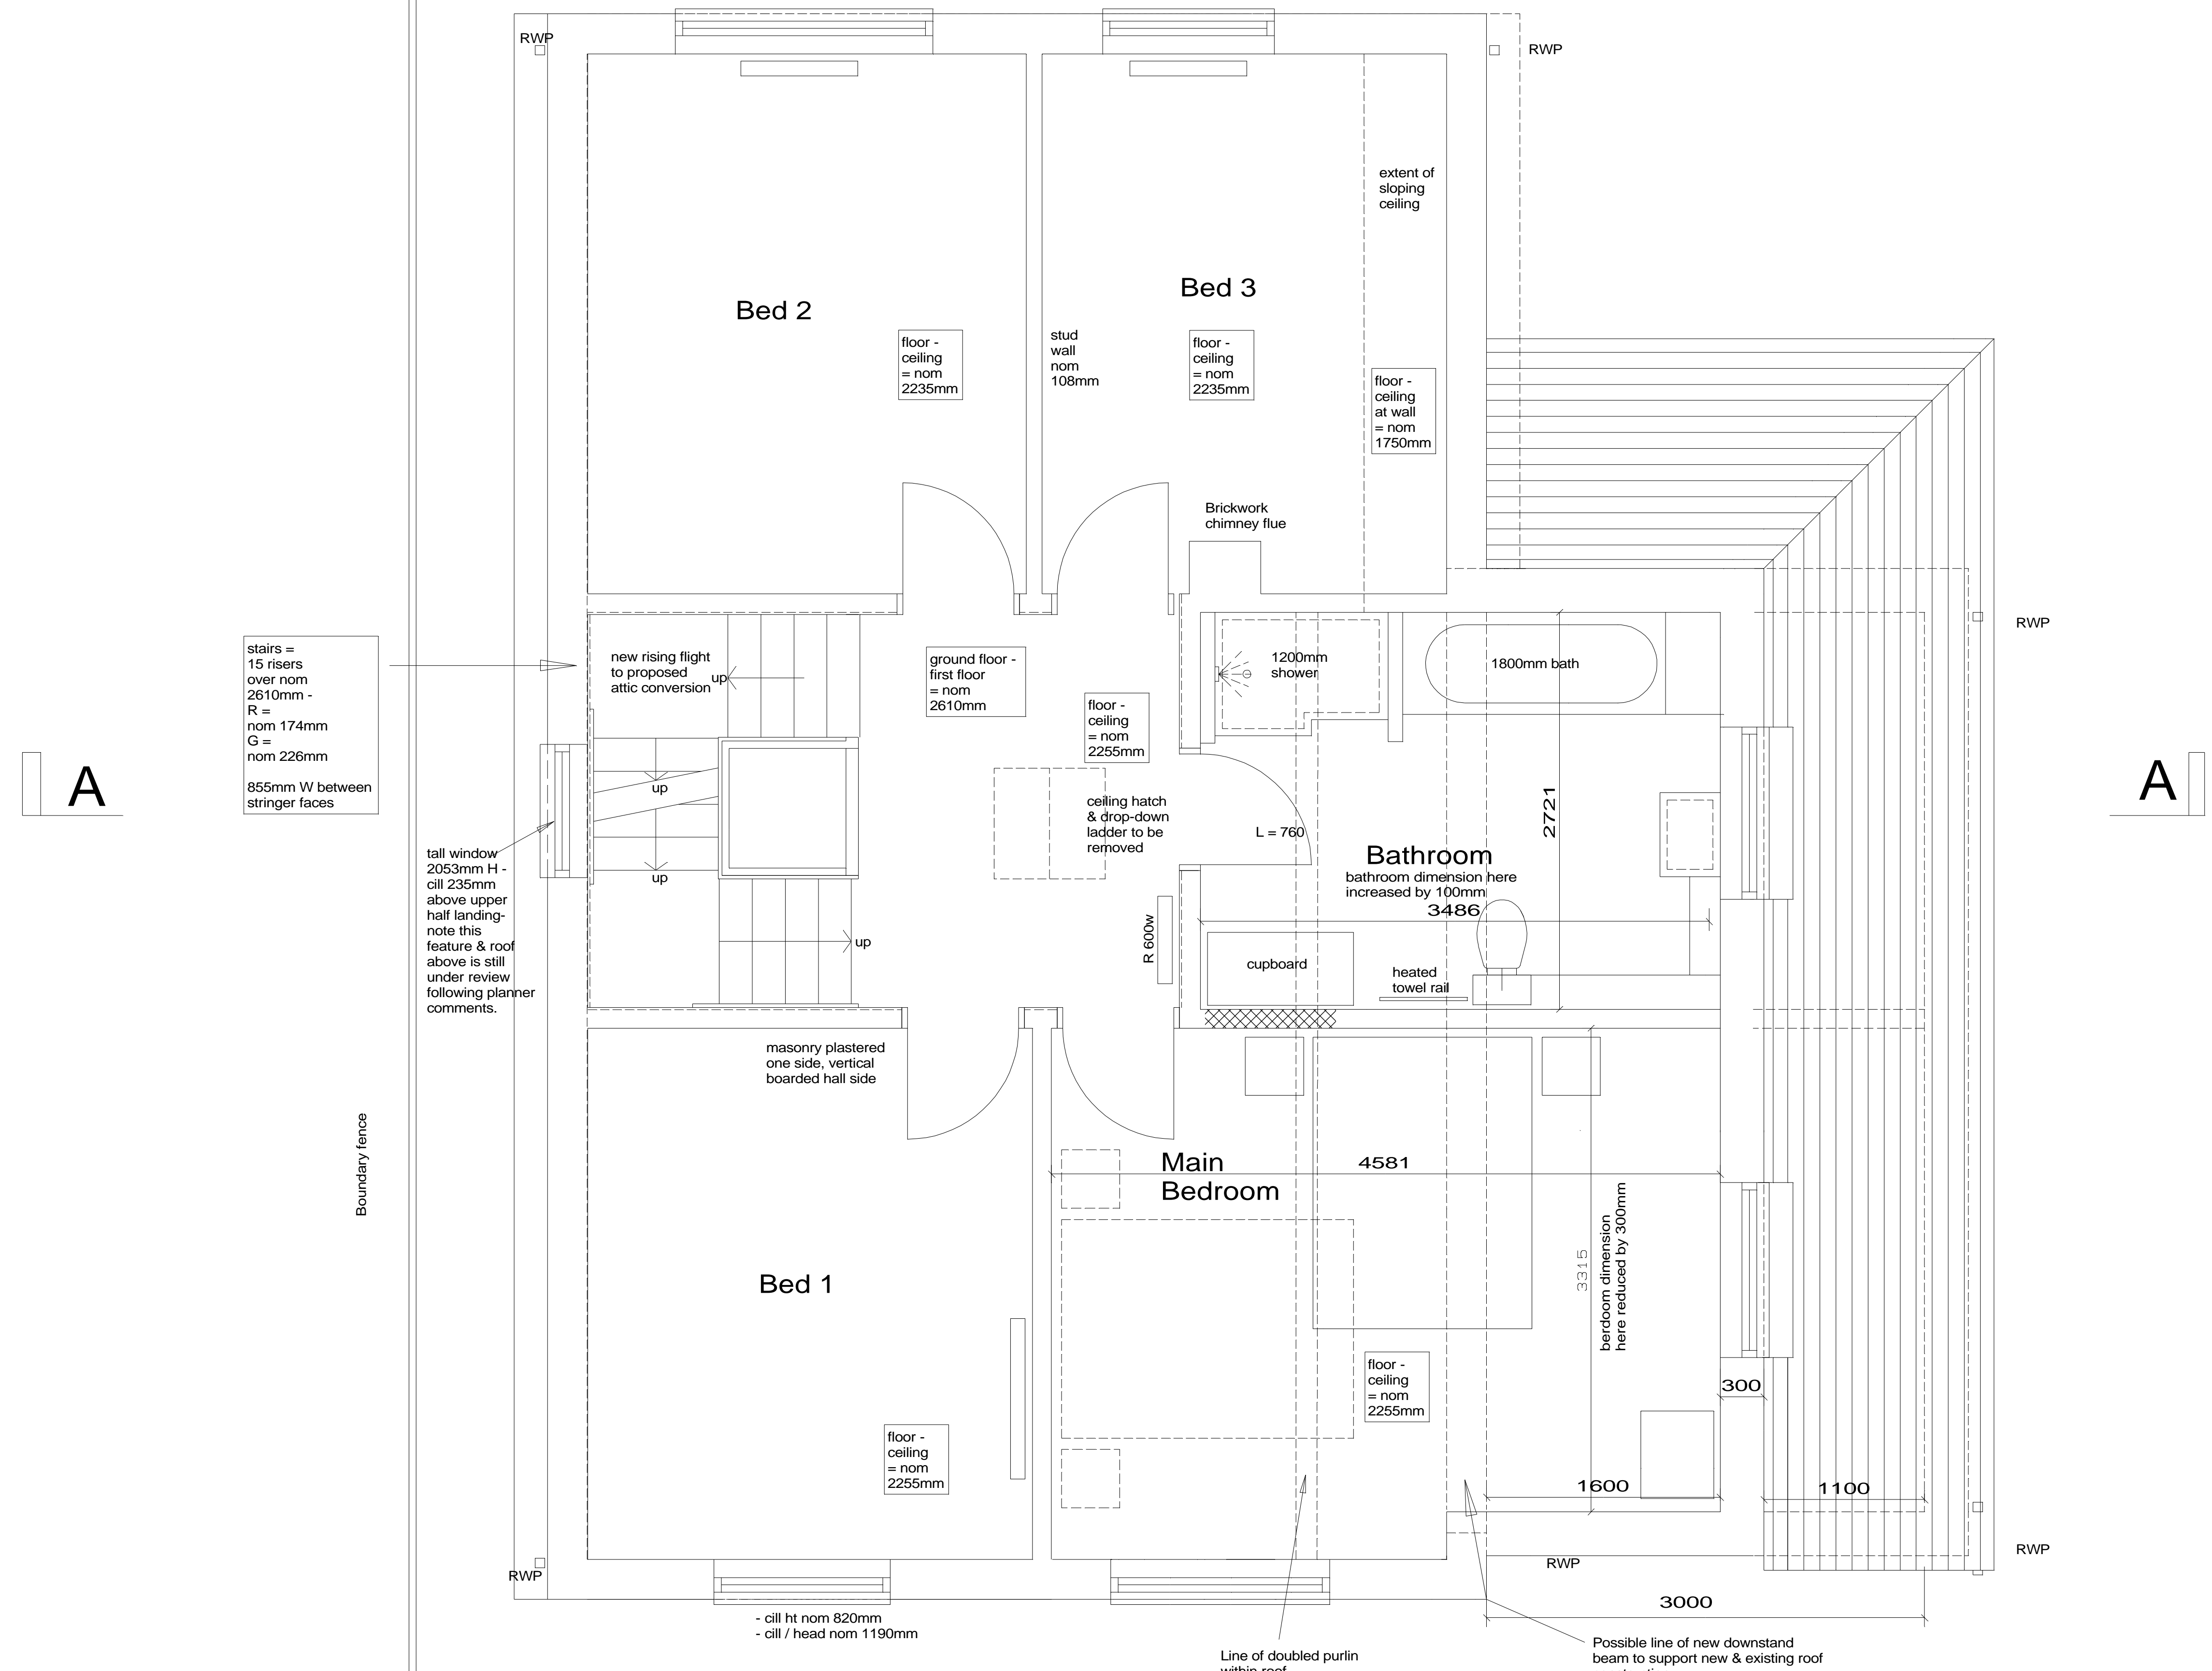 RWP
RWP
extent of
sloping
ceiling
Bed 2
Bed 3
floor -
ceiling
= nom
2235mm
stud
wall
nom
108mm
floor -
ceiling
= nom
2235mm
floor -
ceiling
at wall
= nom
1750mm
Brickwork
chimney flue
stairs =
15 risers
over nom
2610mm -
R =
nom 174mm
G =
nom 226mm
855mm W between
stringer faces
new rising flight
to proposed
attic conversion
up
ground floor -
first floor
= nom
2610mm
floor -
ceiling
= nom
2255mm
1200mm
shower
1800mm bath
RWP
A
A
up
up
up
tall window
2053mm H -
cill 235mm
above upper
half landing-
note this
feature & roof
above is still
under review
following planner
comments.
ceiling hatch
& drop-down
ladder to be
removed
L = 760
2721
Bathroom
bathroom dimension here
increased by 100mm
3486
R 600w
cupboard
heated
towel rail
masonry plastered
one side, vertical
boarded hall side
Boundary fence
Main
Bedroom
4581
Bed 1
3315
berdoom dimension
here reduced by 300mm
floor -
ceiling
= nom
2255mm
300
floor -
ceiling
= nom
2255mm
1600
1100
RWP
RWP
RWP
- cill ht nom 820mm
- cill / head nom 1190mm
3000
Line of doubled purlin
within roof
Possible line of new downstand
beam to support new & existing roof